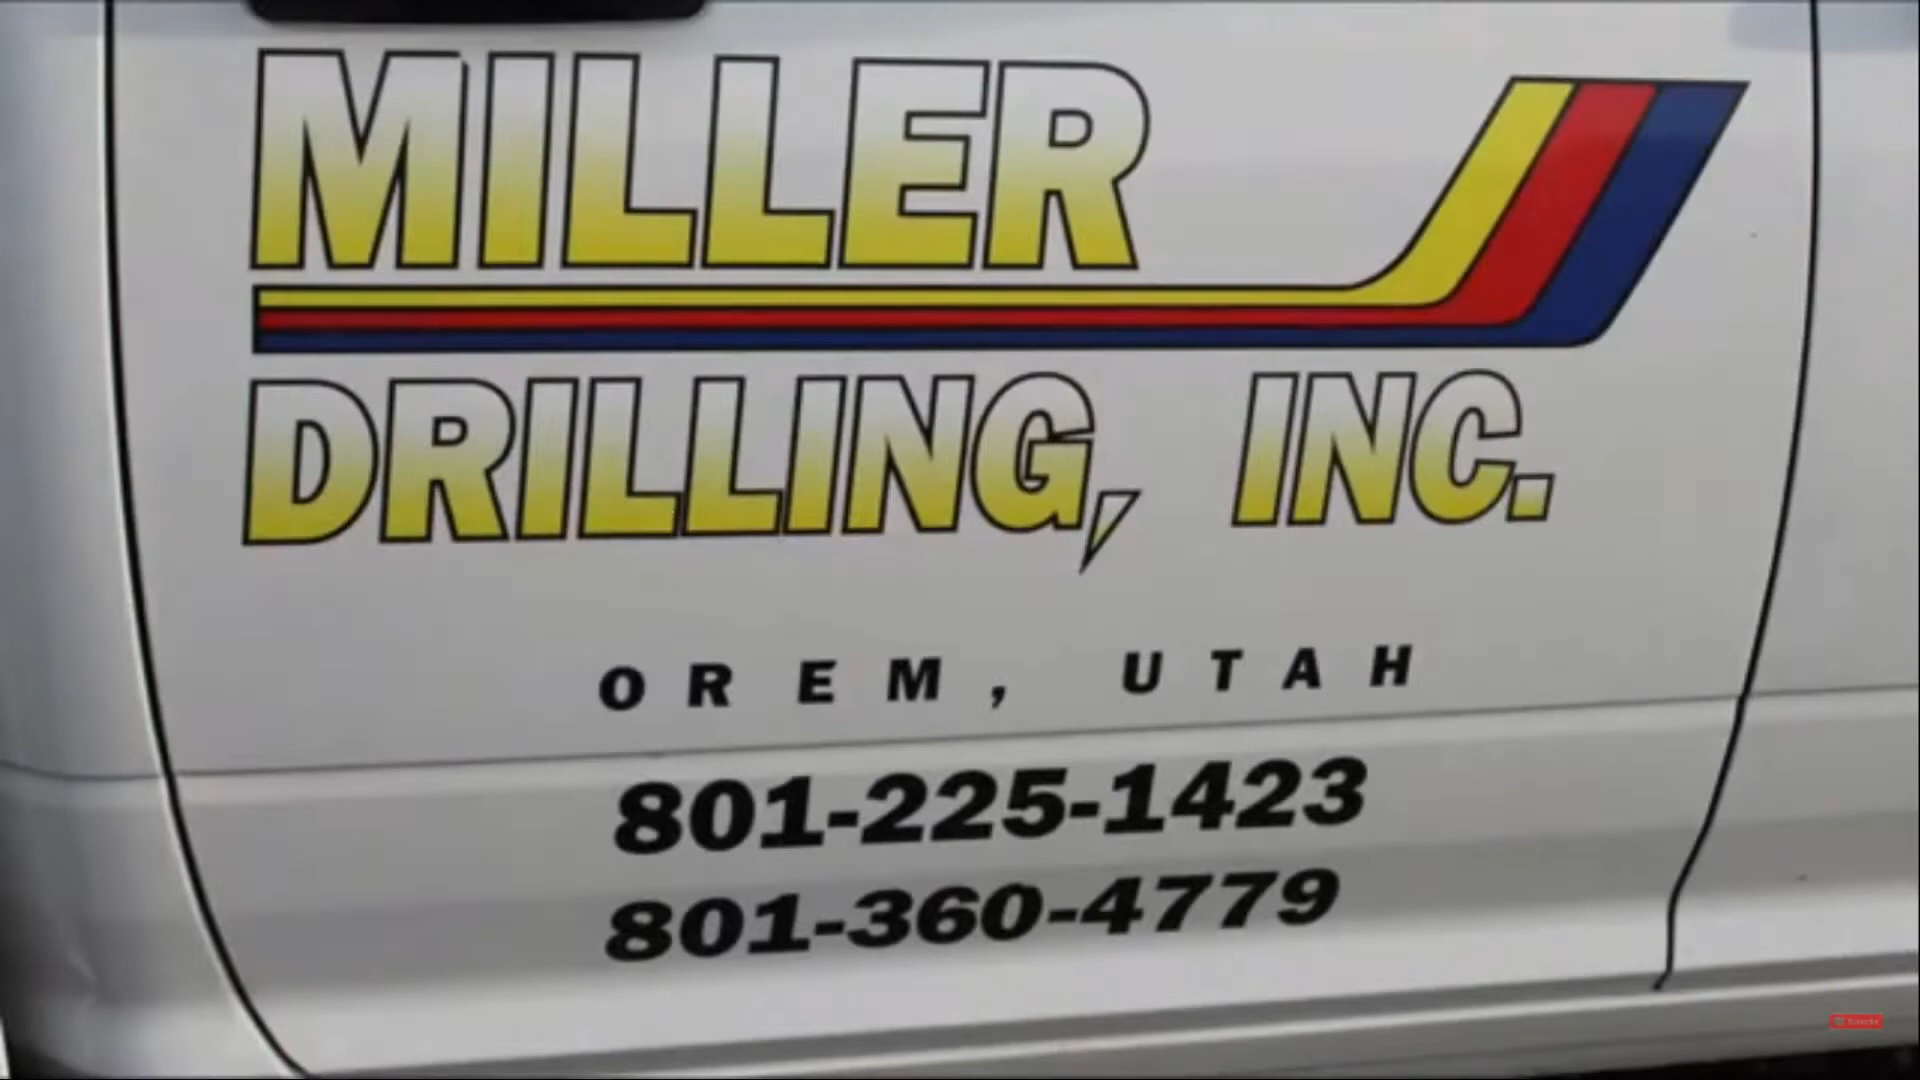 MILLER
DRILLING, INC.
OREM, UTAH
801-225-1423
801-360-4779